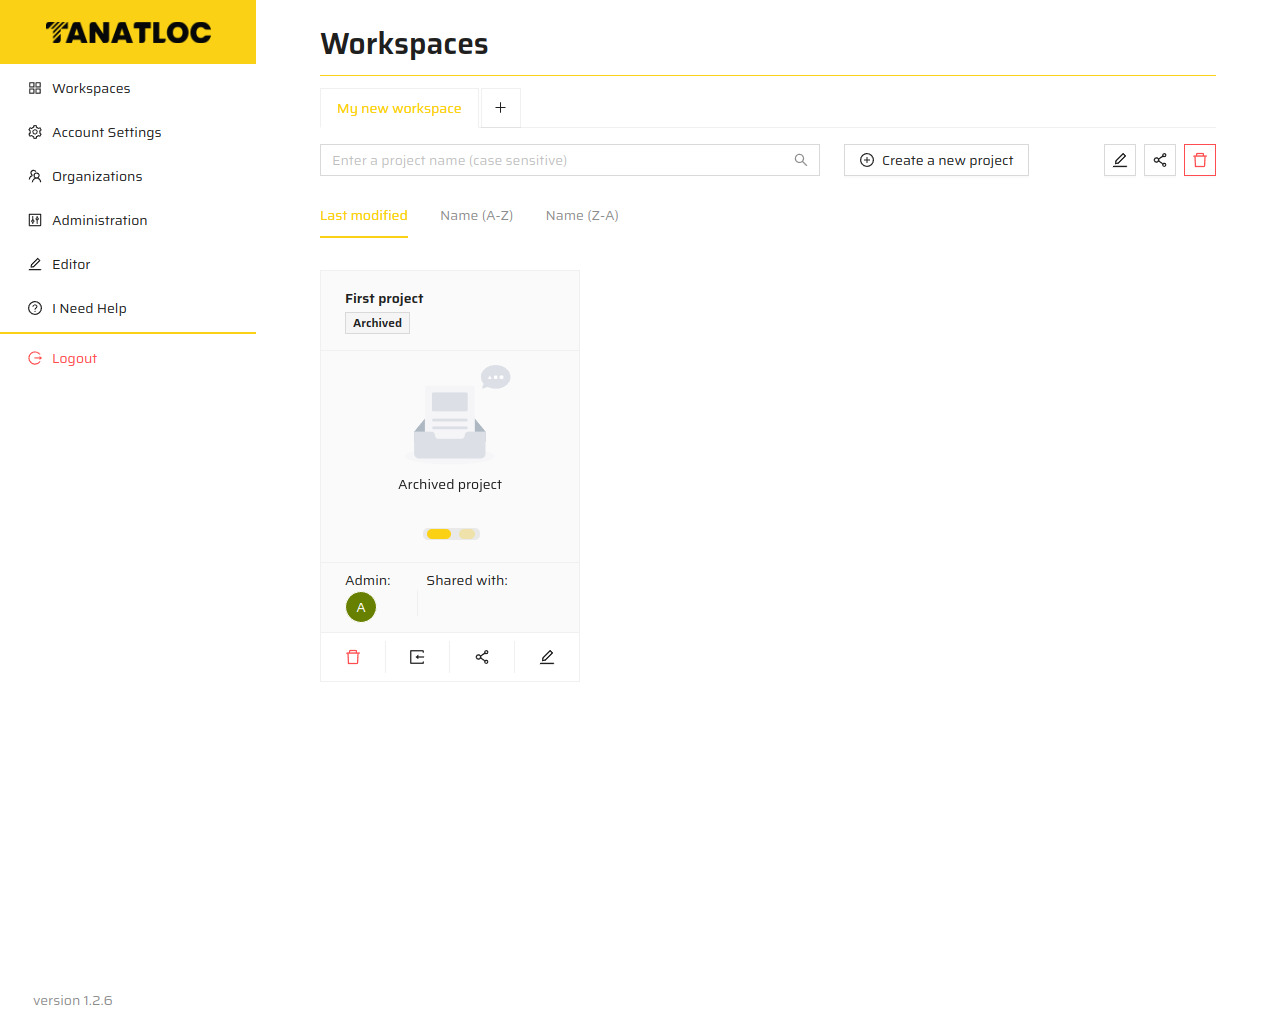 TANATLOC
Workspaces
Account Settings
Organizations
Administration
Editor
I Need Help
Logout
version 1.2.6
Workspaces
My new workspace
Enter a project name (case sensitive)
Create a new project
Last modified
Name (A-Z)
Name (Z-A)
First project
Archived
Archived project
Admin:
Shared with:
A